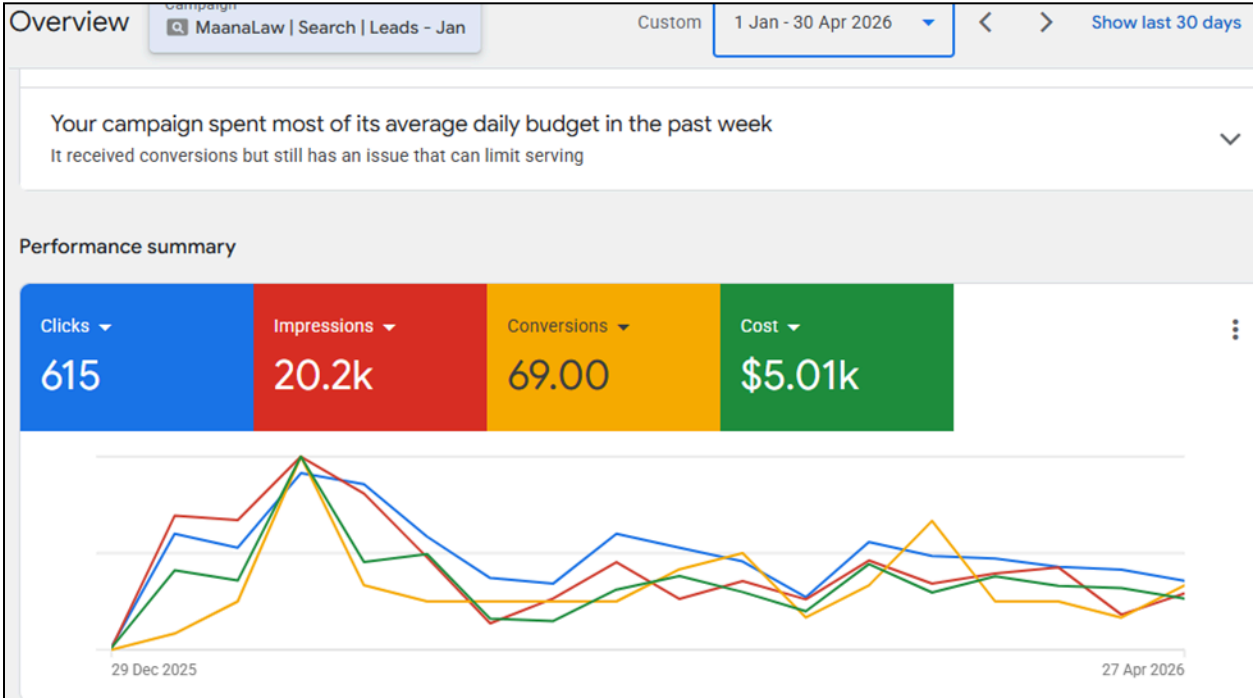 Campaign
Overview
MaanaLaw | Search | Leads - Jan
Custom
1 Jan - 30 Apr 2026
Show last 30 days
Your campaign spent most of its average daily budget in the past week
It received conversions but still has an issue that can limit serving
Performance summary
Clicks
Impressions
Conversions
Cost
615
20.2k
69.00
$5.01k
29 Dec 2025
27 Apr 2026